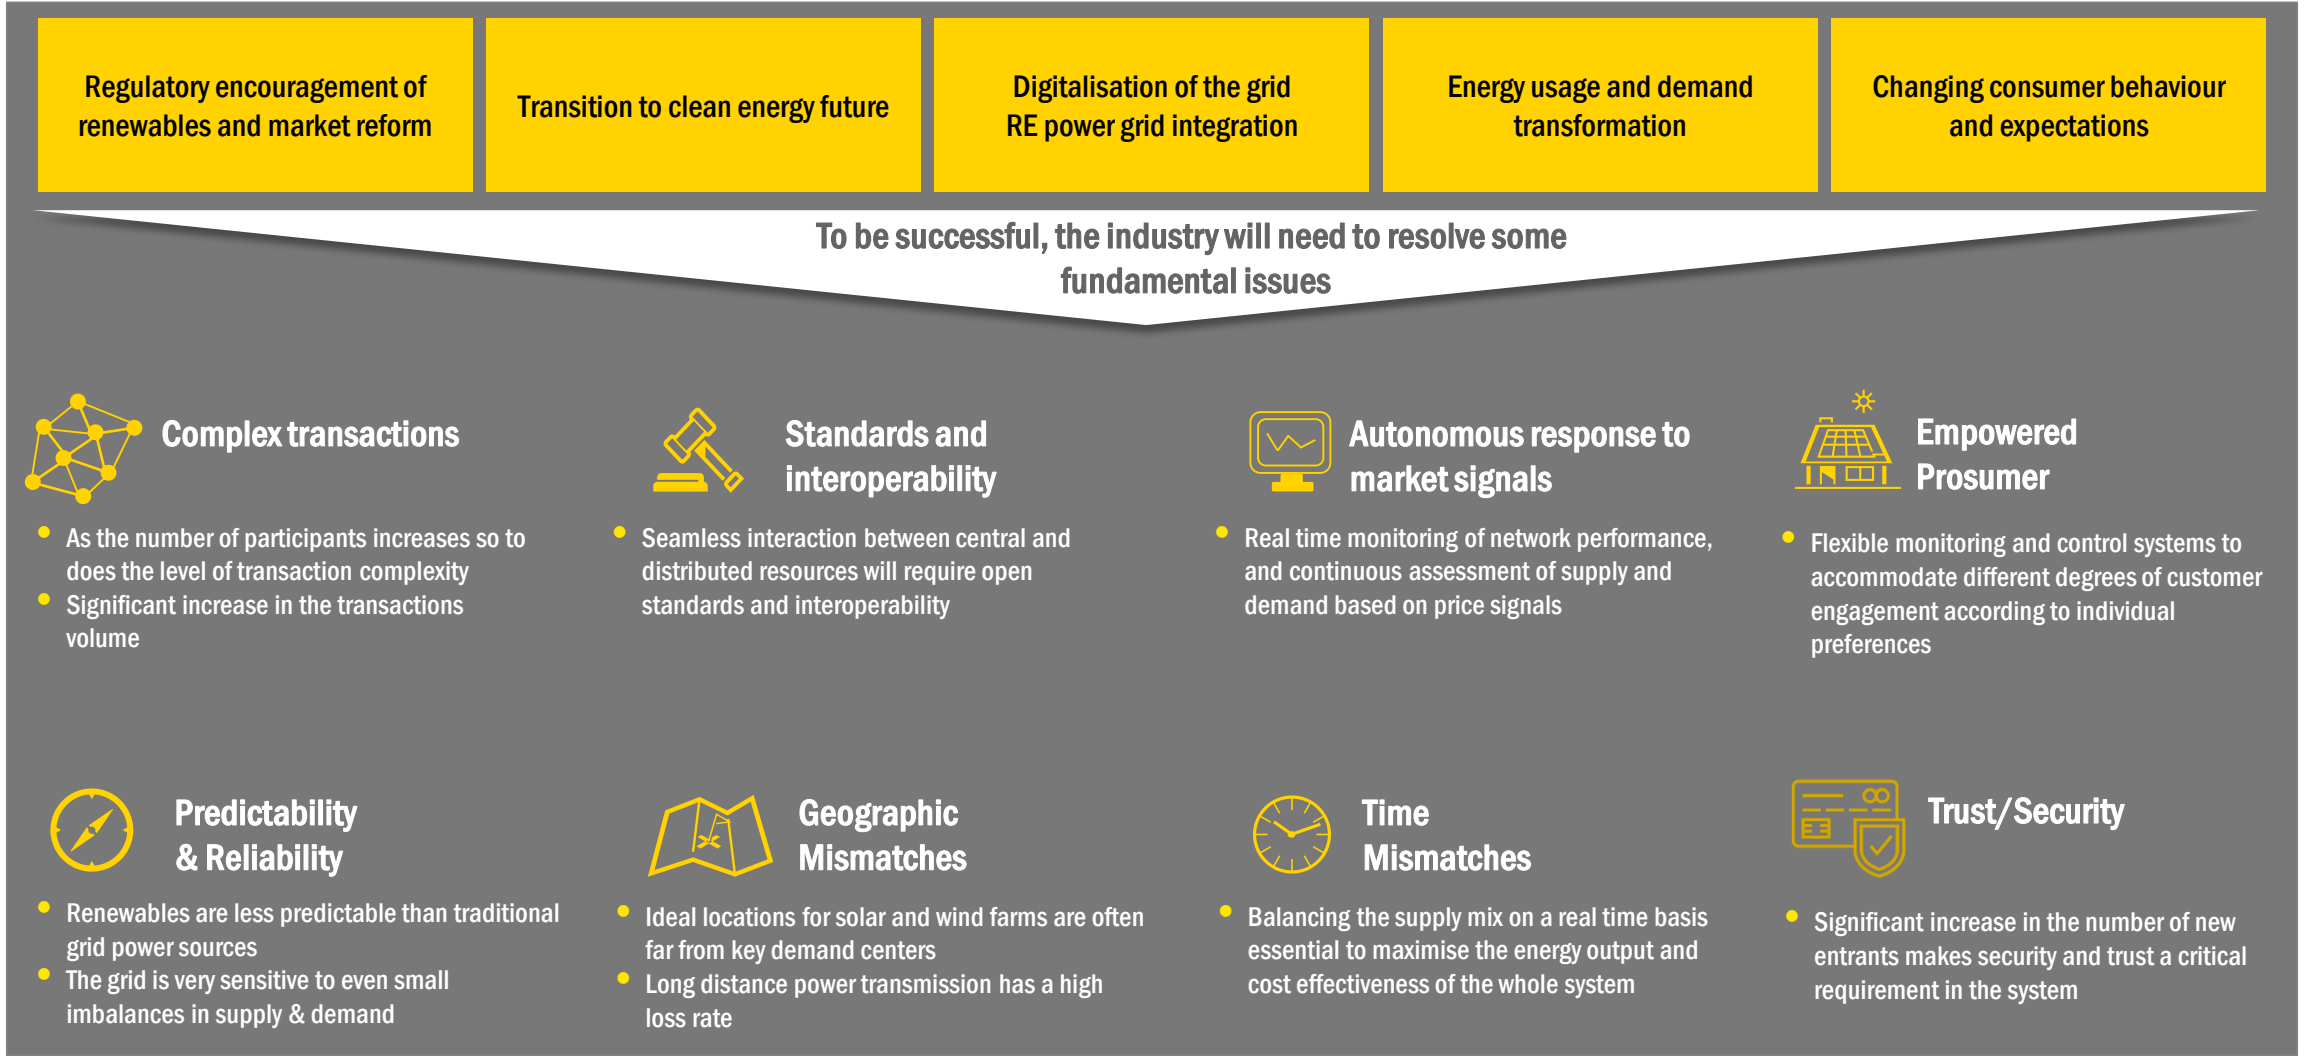 Regulatory encouragement of
renewables and market reform
Transition to clean energy future
Digitalisation of the grid
RE power grid integration
Energy usage and demand
transformation
Changing consumer behaviour
and expectations
To be successful, the industry will need to resolve some
fundamental issues
Complex transactions
• As the number of participants increases so to
does the level of transaction complexity
• Significant increase in the transactions
volume
Standards and
interoperability
• Seamless interaction between central and
distributed resources will require open
standards and interoperability
Autonomous response to
market signals
• Real time monitoring of network performance,
and continuous assessment of supply and
demand based on price signals
Empowered
Prosumer
• Flexible monitoring and control systems to
accommodate different degrees of customer
engagement according to individual
preferences
Predictability
& Reliability
• Renewables are less predictable than traditional
grid power sources
• The grid is very sensitive to even small
imbalances in supply & demand
Geographic
Mismatches
• Ideal locations for solar and wind farms are often
far from key demand centers
• Long distance power transmission has a high
loss rate
Time
Mismatches
• Balancing the supply mix on a real time basis
essential to maximise the energy output and
cost effectiveness of the whole system
Trust/Security
• Significant increase in the number of new
entrants makes security and trust a critical
requirement in the system